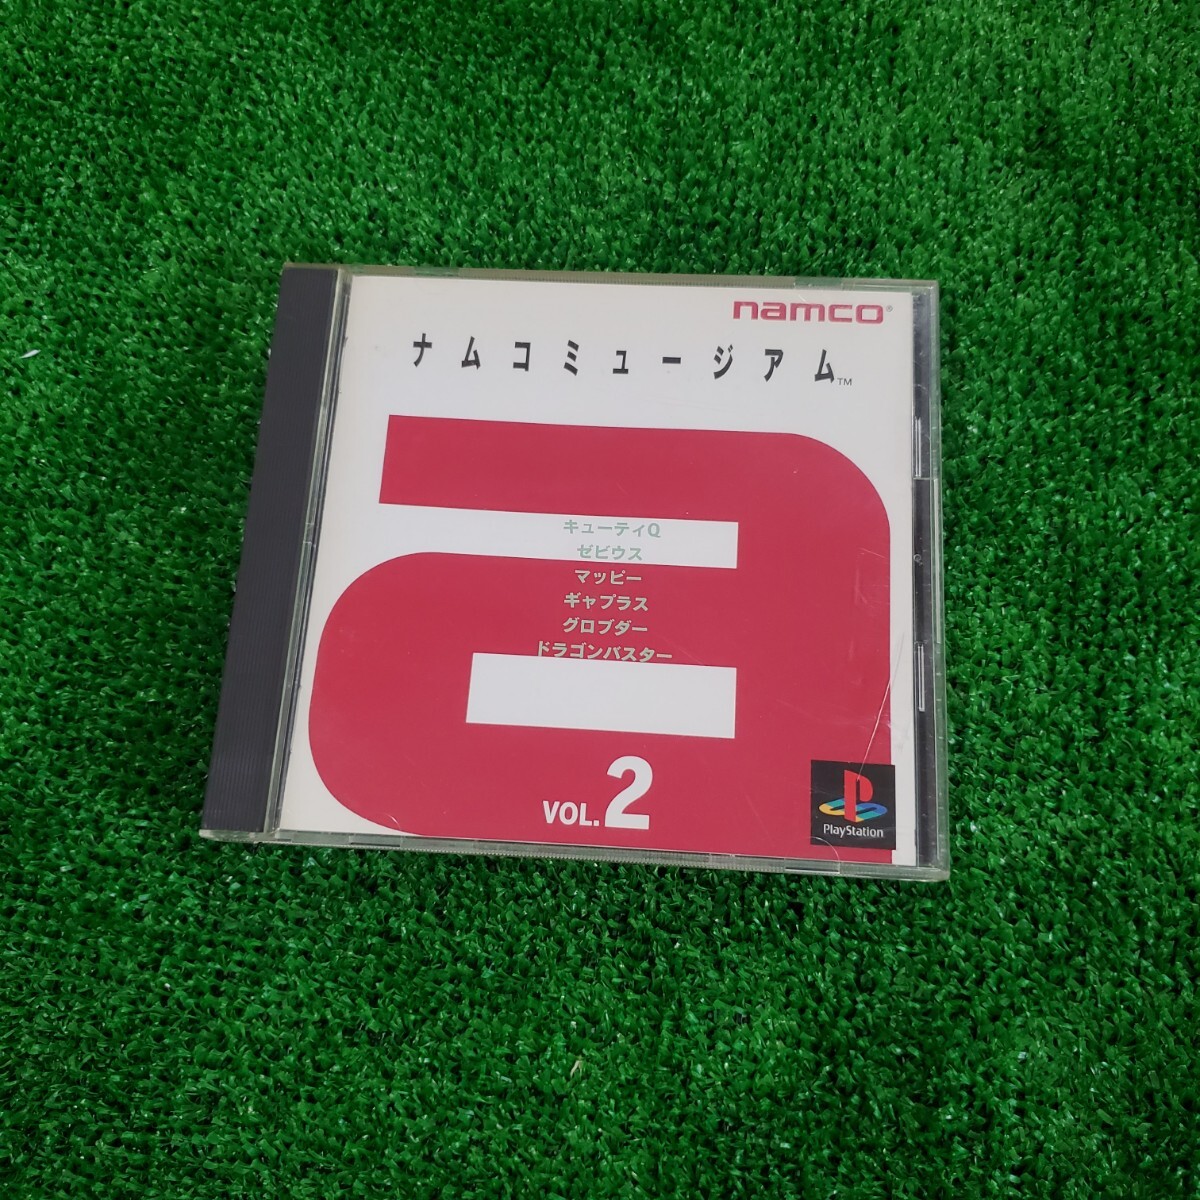 namco®
ナムコミュージアム™
キューティQ
ゼビウス
マッピー
ギャプラス
グロブダー
ドラゴンバスター
VOL.2
PlayStation